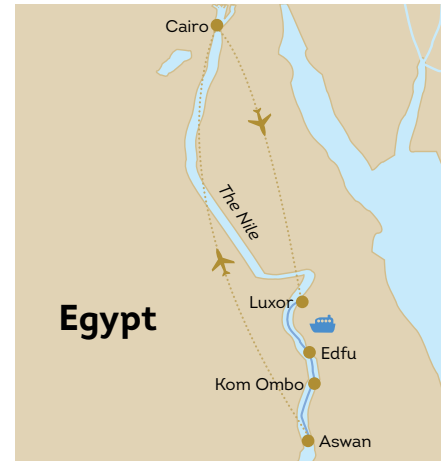 Cairo
The Nile
Luxor
Egypt
Edfu
Kom Ombo
Aswan